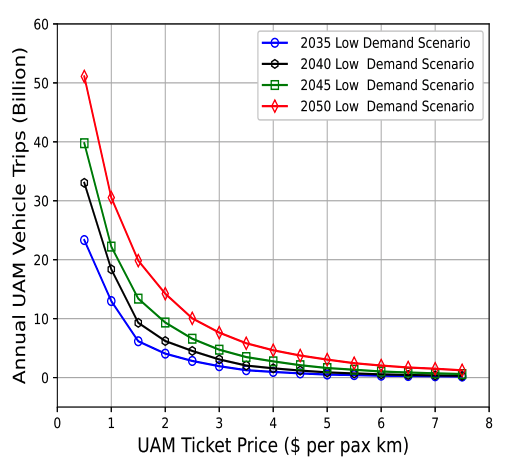 60
50
40
30
20
10
0
Annual UAM Vehicle Trips (Billion)
2035 Low Demand Scenario
2040 Low  Demand Scenario
2045 Low  Demand Scenario
2050 Low  Demand Scenario
0 1 2 3 4 5 6 7 8
UAM Ticket Price ($ per pax km)